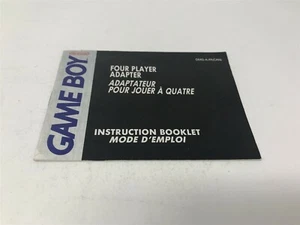 GAME BOY
FOUR PLAYER
ADAPTER
ADAPTATEUR
POUR JOUER À QUATRE
INSTRUCTION BOOKLET
MODE D'EMPLOI